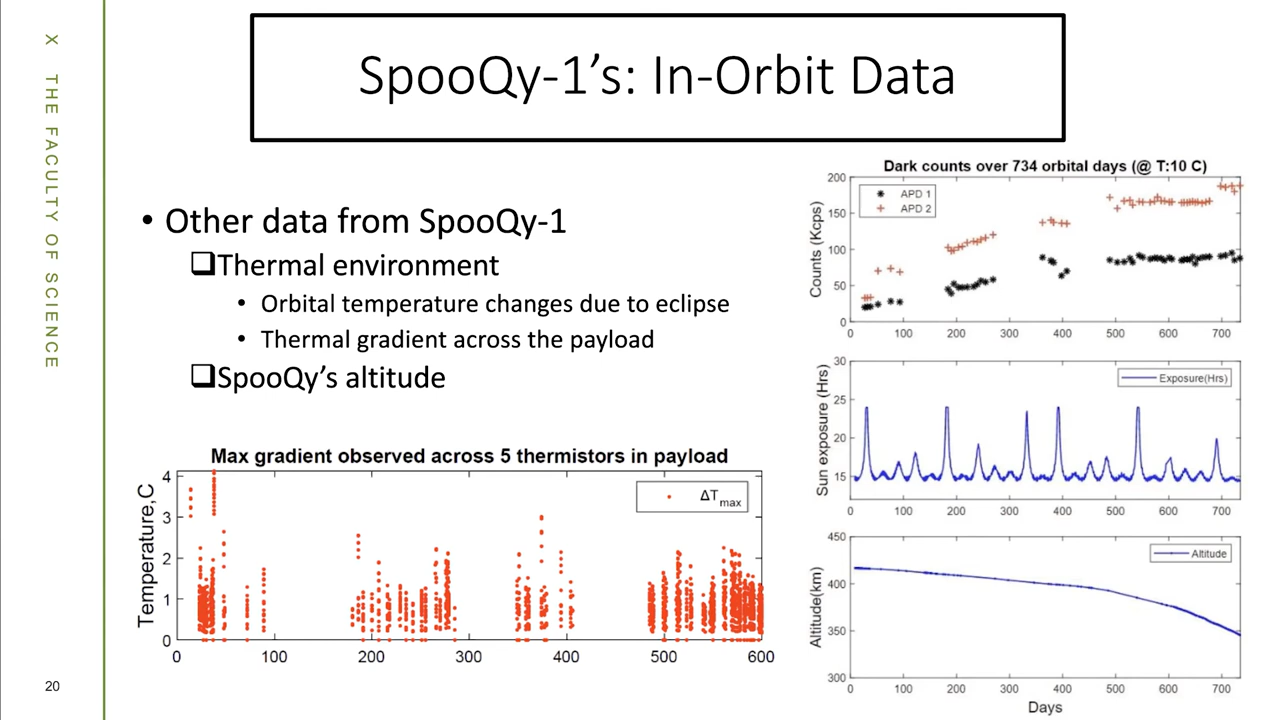 X THE FACULTY OF SCIENCE
SpooQy-1’s: In-Orbit Data
• Other data from SpooQy-1
❑Thermal environment
• Orbital temperature changes due to eclipse
• Thermal gradient across the payload
❑SpooQy’s altitude
Max gradient observed across 5 thermistors in payload
Temperature,C
4
3
2
1
0
ΔTmax
0 100 200 300 400 500 600
Dark counts over 734 orbital days (@ T:10 C)
Counts (Kcps)
200
150
100
50
0
APD 1
APD 2
0 100 200 300 400 500 600 700
Sun exposure (Hrs)
30
25
20
15
Exposure(Hrs)
0 100 200 300 400 500 600 700
Altitude(km)
450
400
350
300
Altitude
0 100 200 300 400 500 600 700
Days
20